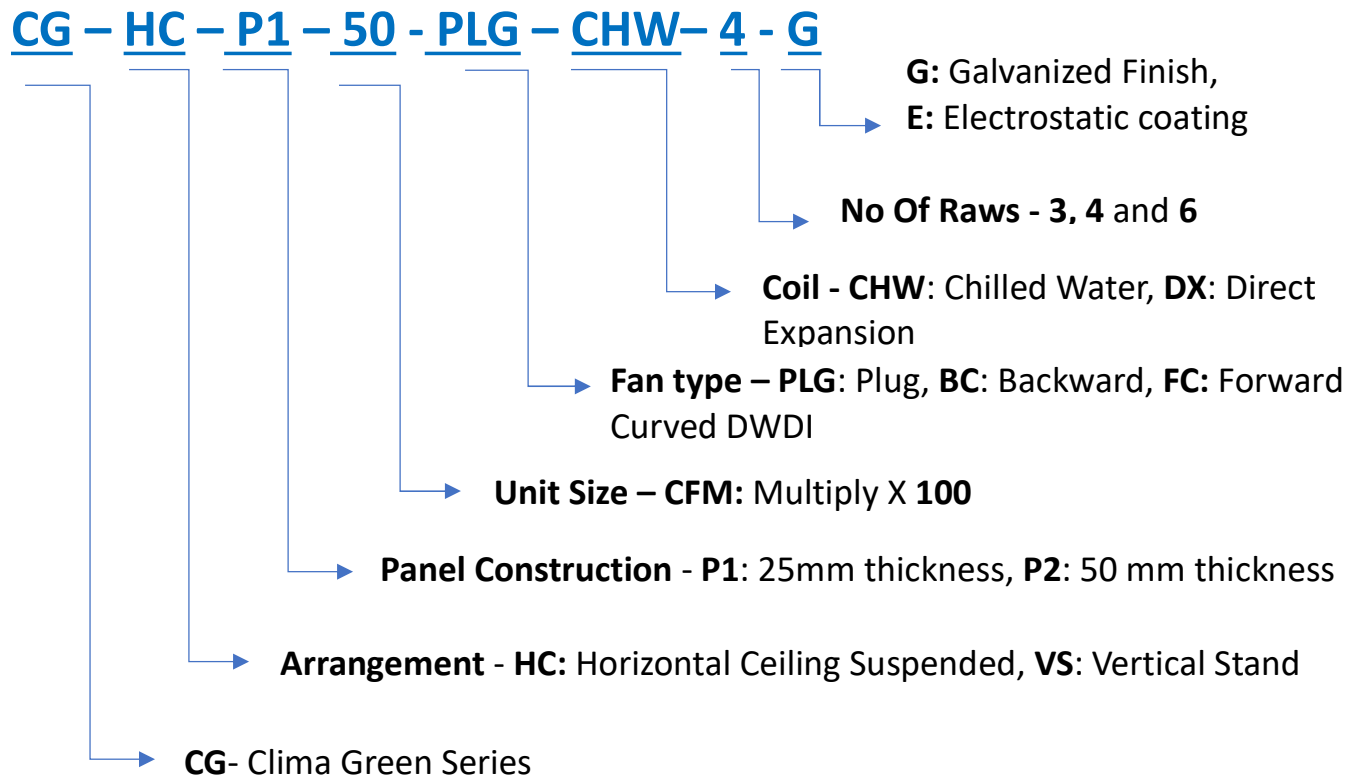 CG – HC – P1 – 50 - PLG – CHW– 4 - G
G: Galvanized Finish,
E: Electrostatic coating
No Of Raws - 3, 4 and 6
Coil - CHW: Chilled Water, DX: Direct
Expansion
Fan type – PLG: Plug, BC: Backward, FC: Forward
Curved DWDI
Unit Size – CFM: Multiply X 100
Panel Construction - P1: 25mm thickness, P2: 50 mm thickness
Arrangement - HC: Horizontal Ceiling Suspended, VS: Vertical Stand
CG- Clima Green Series